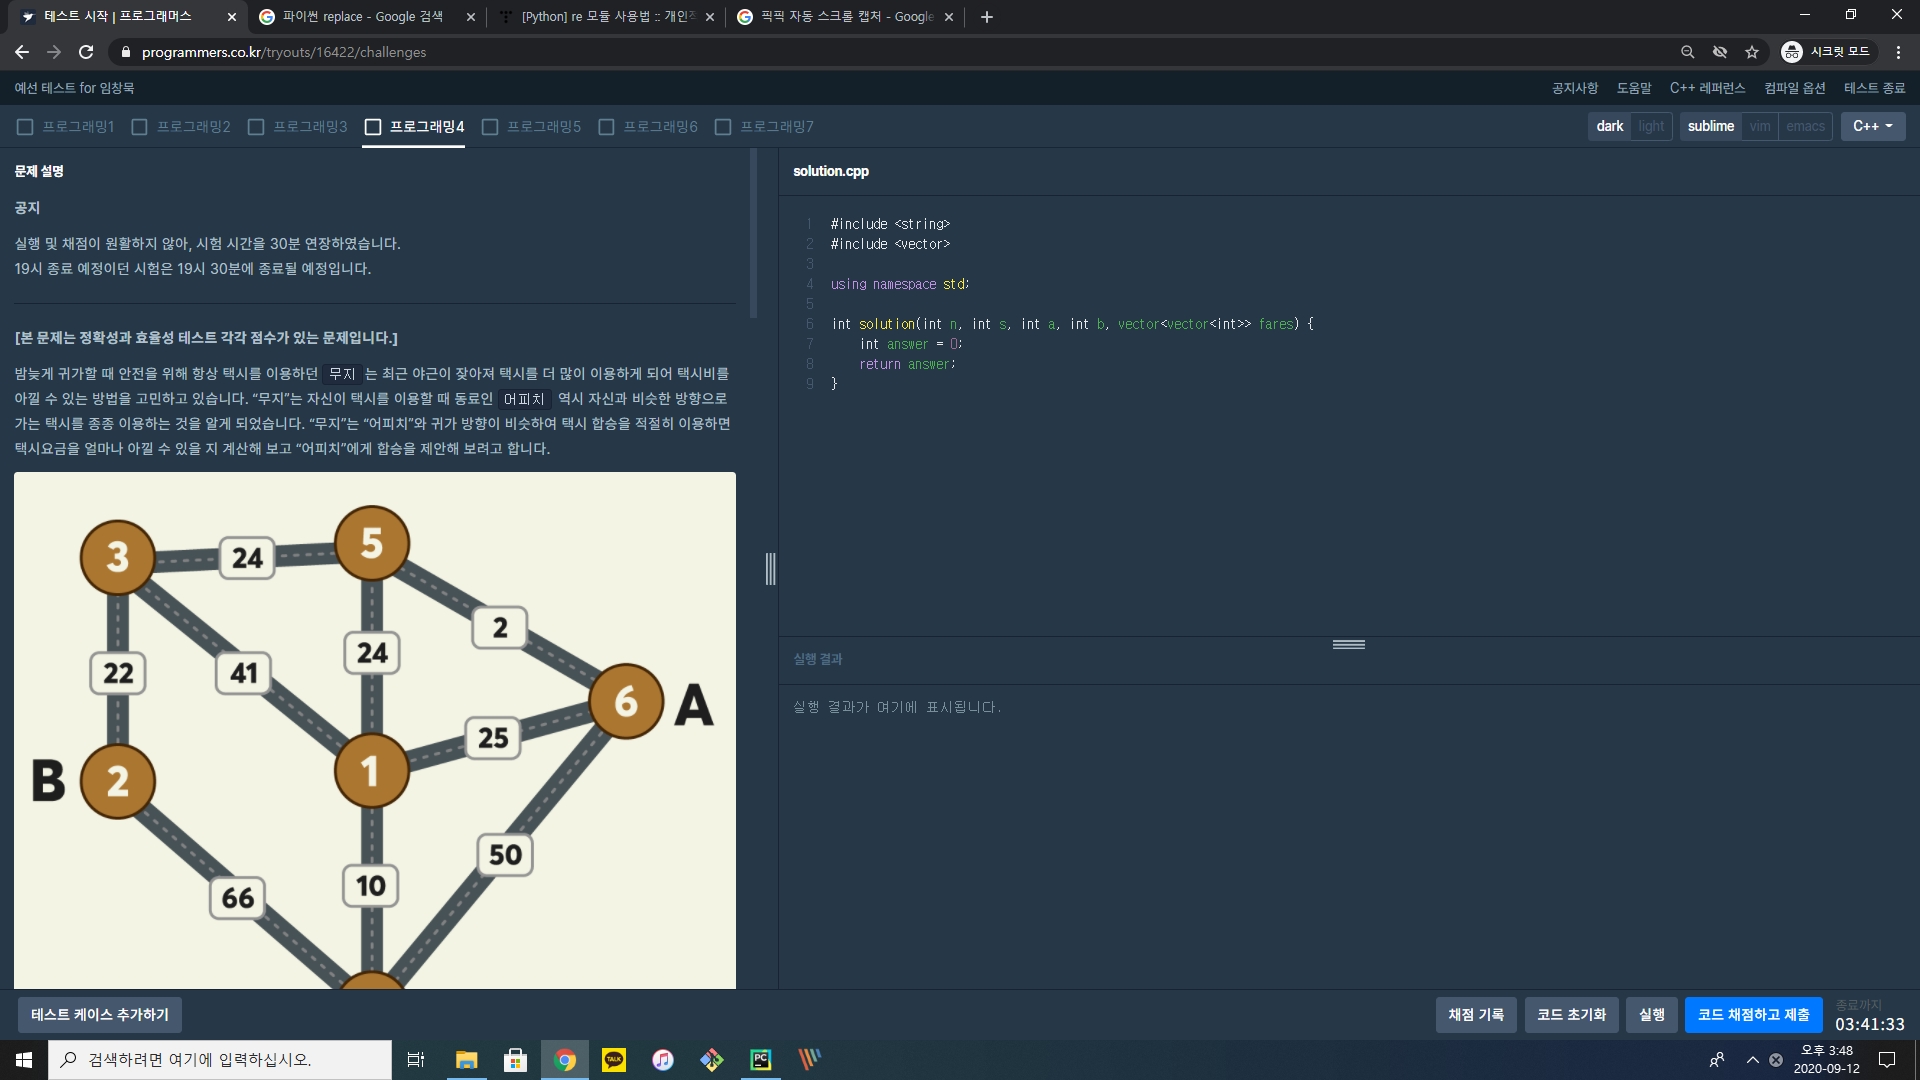 테스트 시작 | 프로그래머스
파이썬 replace - Google 검색
[Python] re 모듈 사용법 :: 개인적
픽픽 자동 스크롤 캡처 - Google
programmers.co.kr/tryouts/16422/challenges
시크릿 모드
예선 테스트 for 임창묵
공지사항 도움말 C++ 레퍼런스 컴파일 옵션 테스트 종료
프로그래밍1 프로그래밍2 프로그래밍3 프로그래밍4 프로그래밍5 프로그래밍6 프로그래밍7
dark light sublime vim emacs C++
문제 설명
공지
실행 및 채점이 원활하지 않아, 시험 시간을 30분 연장하였습니다.
19시 종료 예정이던 시험은 19시 30분에 종료될 예정입니다.
[본 문제는 정확성과 효율성 테스트 각각 점수가 있는 문제입니다.]
밤늦게 귀가할 때 안전을 위해 항상 택시를 이용하던 무지 는 최근 야근이 잦아져 택시를 더 많이 이용하게 되어 택시비를
아낄 수 있는 방법을 고민하고 있습니다. “무지”는 자신이 택시를 이용할 때 동료인 어피치 역시 자신과 비슷한 방향으로
가는 택시를 종종 이용하는 것을 알게 되었습니다. “무지”는 “어피치”와 귀가 방향이 비슷하여 택시 합승을 적절히 이용하면
택시요금을 얼마나 아낄 수 있을 지 계산해 보고 “어피치”에게 합승을 제안해 보려고 합니다.
3 24 5
2
22 41 24
6 A
25
B 2 1
50
66 10
solution.cpp
1 #include <string>
2 #include <vector>
3
4 using namespace std;
5
6 int solution(int n, int s, int a, int b, vector<vector<int>> fares) {
7 int answer = 0;
8 return answer;
9 }
실행 결과
실행 결과가 여기에 표시됩니다.
테스트 케이스 추가하기
채점 기록 코드 초기화 실행 코드 채점하고 제출
종료까지
03:41:33
검색하려면 여기에 입력하십시오.
TALK
PC
오후 3:48
2020-09-12